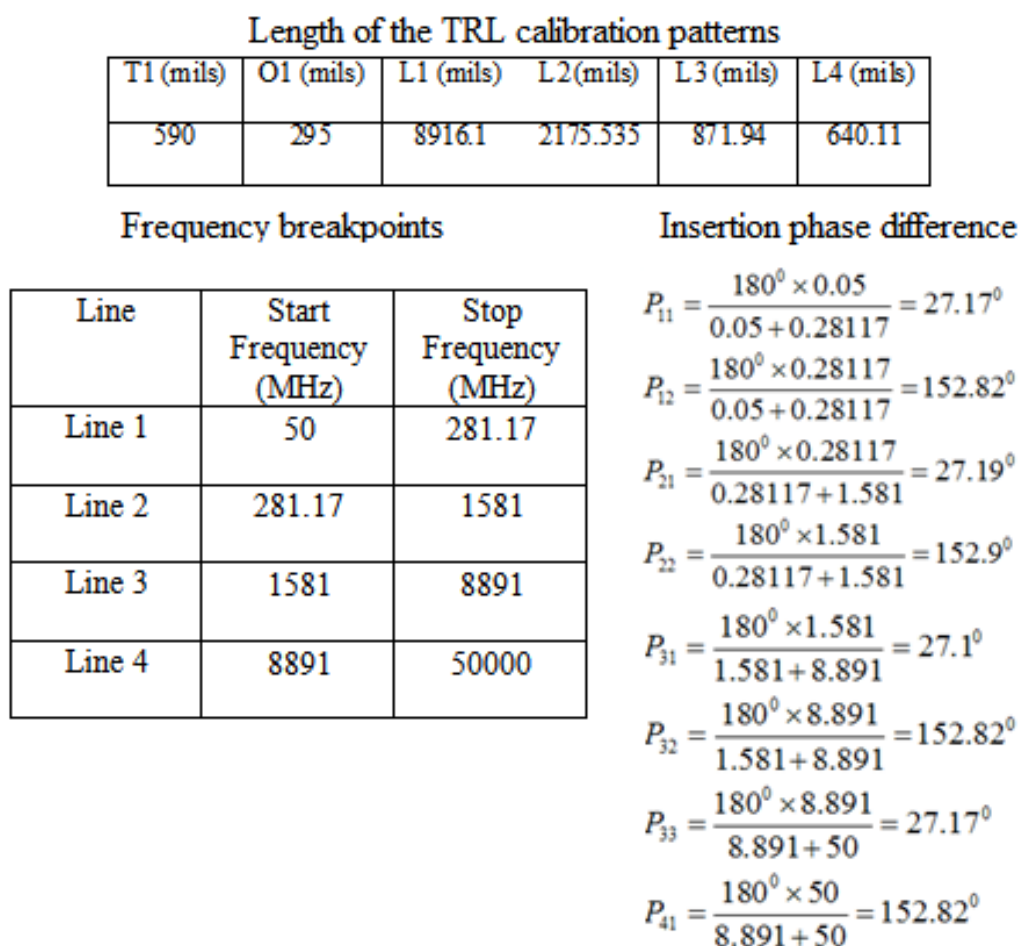 Length of the TRL calibration patterns
T1 (mils) O1 (mils) L1 (mils) L2(mils) L3 (mils) L4 (mils)
590 295 8916.1 2175.535 871.94 640.11
Frequency breakpoints
Line Start Frequency (MHz) Stop Frequency (MHz)
Line 1 50 281.17
Line 2 281.17 1581
Line 3 1581 8891
Line 4 8891 50000
Insertion phase difference
P₁₁ = 180⁰ × 0.05 / 0.05 + 0.28117 = 27.17⁰
P₁₂ = 180⁰ × 0.28117 / 0.05 + 0.28117 = 152.82⁰
P₂₁ = 180⁰ × 0.28117 / 0.28117 + 1.581 = 27.19⁰
P₂₂ = 180⁰ × 1.581 / 0.28117 + 1.581 = 152.9⁰
P₃₁ = 180⁰ × 1.581 / 1.581 + 8.891 = 27.1⁰
P₃₂ = 180⁰ × 8.891 / 1.581 + 8.891 = 152.82⁰
P₃₃ = 180⁰ × 8.891 / 8.891 + 50 = 27.17⁰
P₄₁ = 180⁰ × 50 / 8.891 + 50 = 152.82⁰